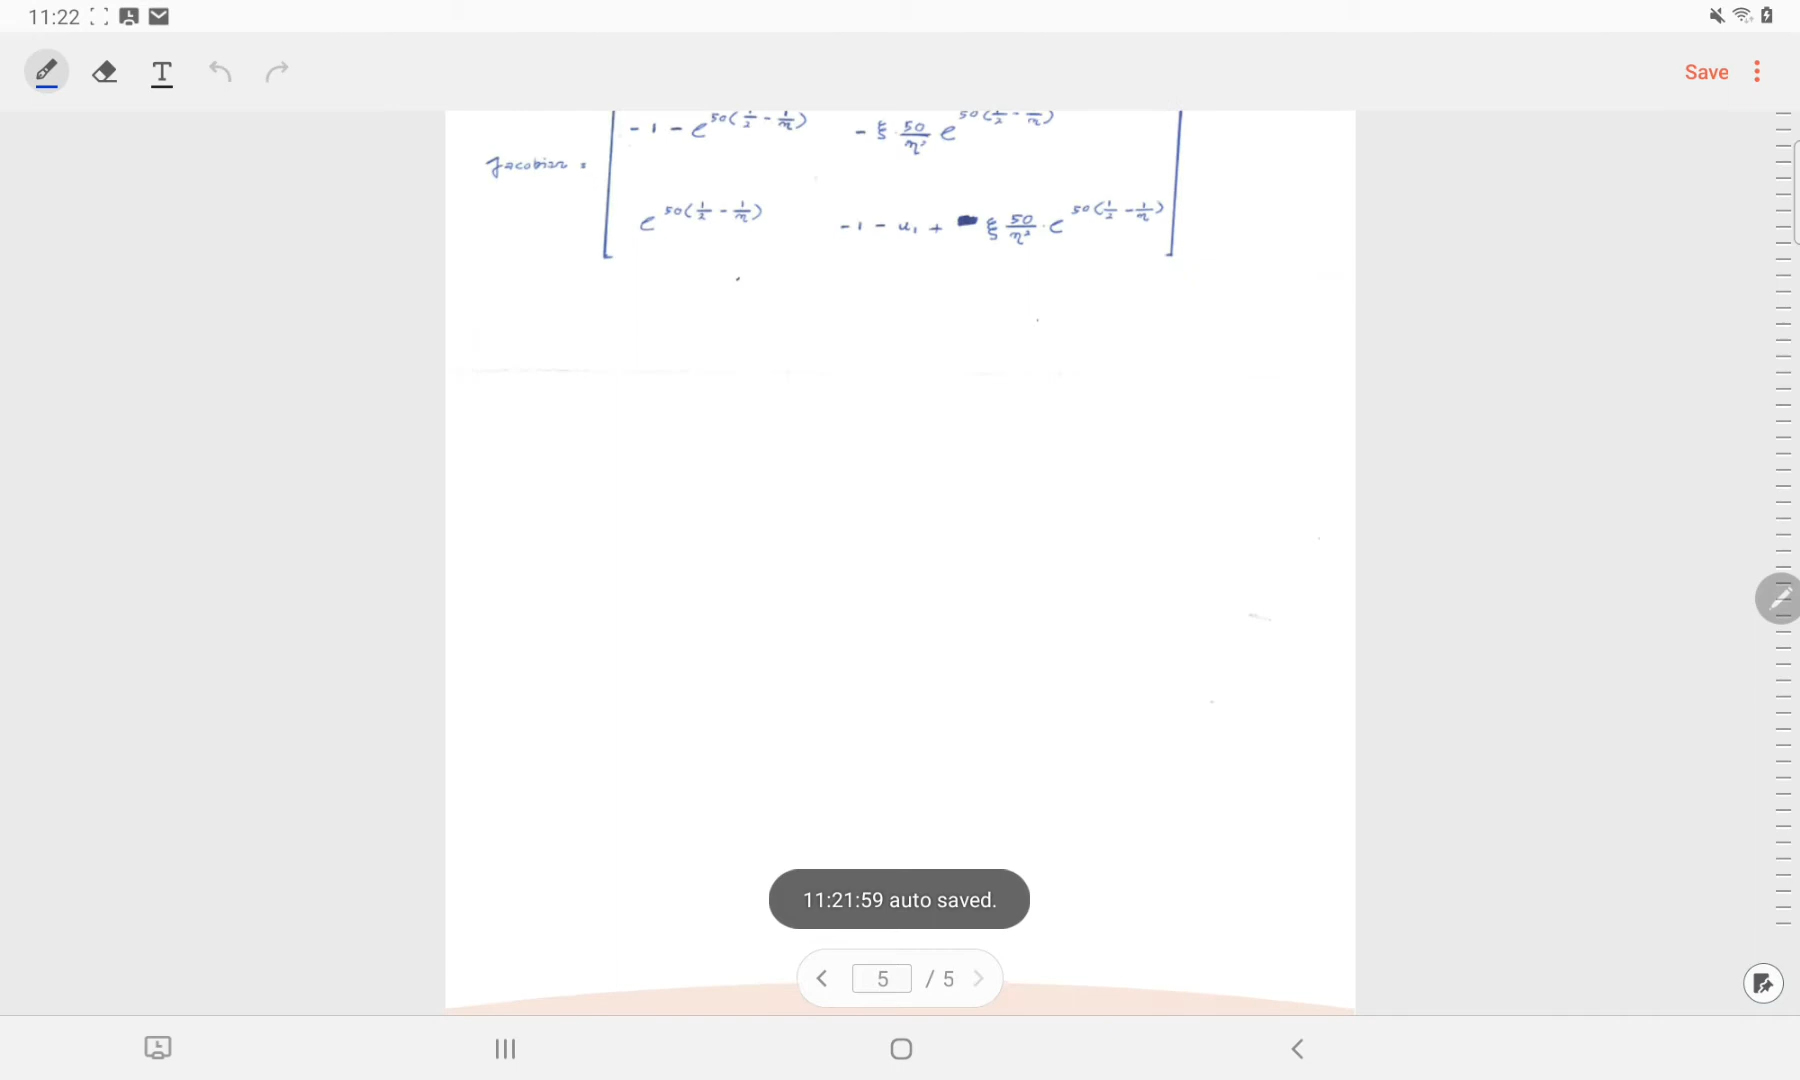 11:22
T
Save
- 1 - e^50(1/2 - 1/η) - ξ 50/η² e^50(1/2 - 1/η)
Jacobian =
e^50(1/2 - 1/η) - 1 - u₁ + ξ 50/η² · e^50(1/2 - 1/η)
11:21:59 auto saved.
5 / 5